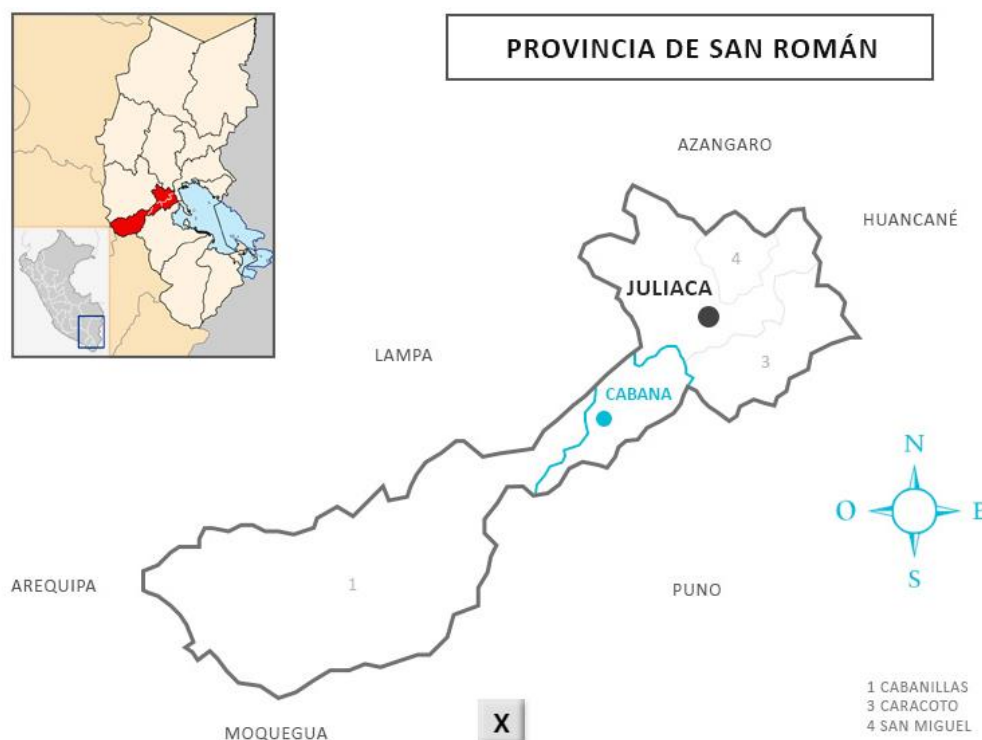 PROVINCIA DE SAN ROMÁN
AZANGARO
HUANCANÉ
4
JULIACA
LAMPA
3
CABANA
N
O
E
S
1
AREQUIPA
PUNO
MOQUEGUA
X
1 CABANILLAS
3 CARACOTO
4 SAN MIGUEL